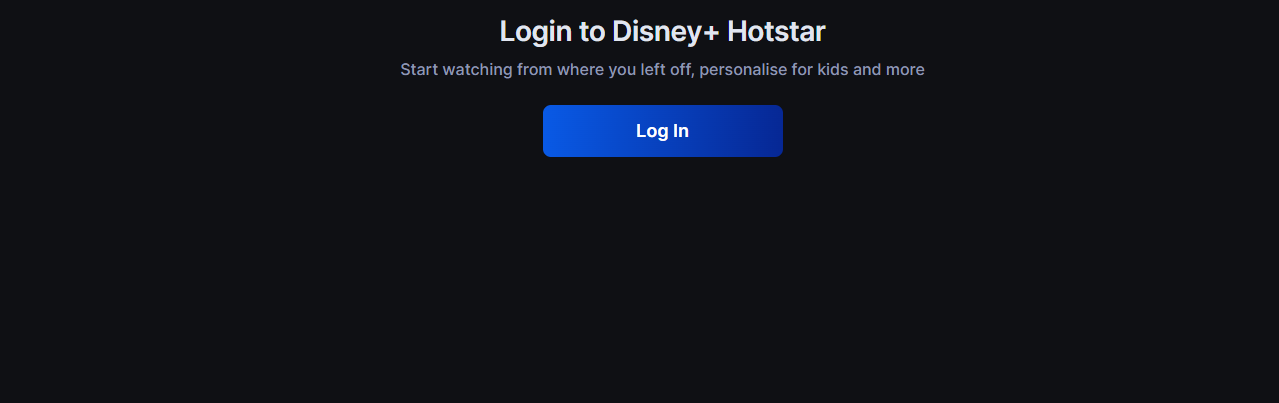 Login to Disney+ Hotstar
Start watching from where you left off, personalise for kids and more
Log In